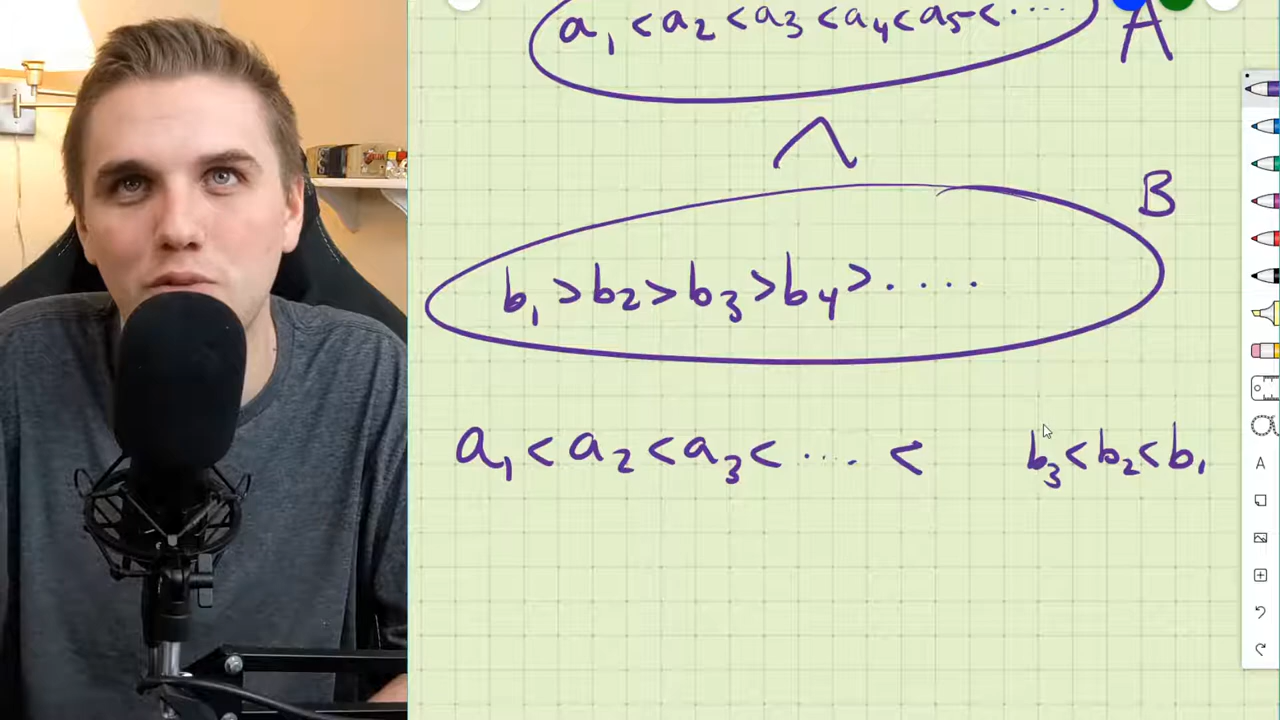 a₁ < a₂ < a₃ < a₄ < a₅ < ....
A
∧
B
b₁ > b₂ > b₃ > b₄ > ....
a₁ < a₂ < a₃ < .... < b₃ < b₂ < b₁
A